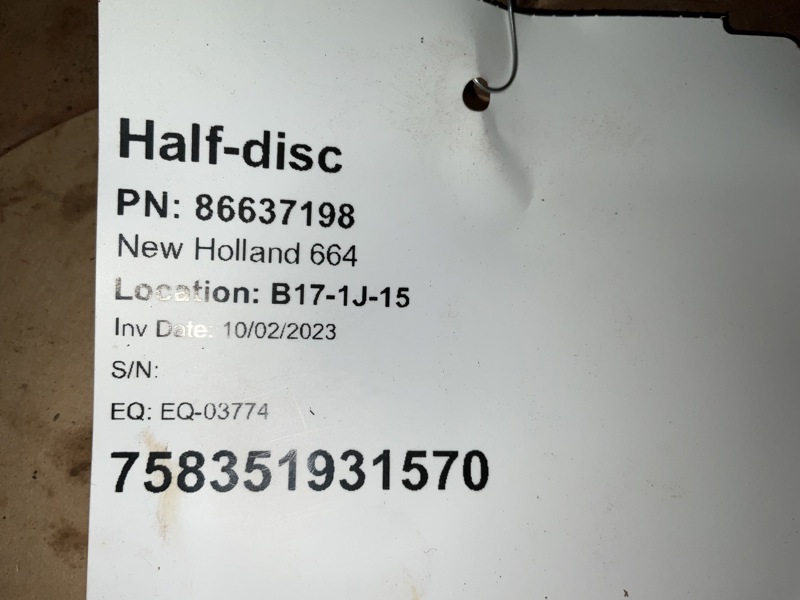 Half-disc
PN: 86637198
New Holland 664
Location: B17-1J-15
Inv Date: 10/02/2023
S/N:
EQ: EQ-03774
758351931570